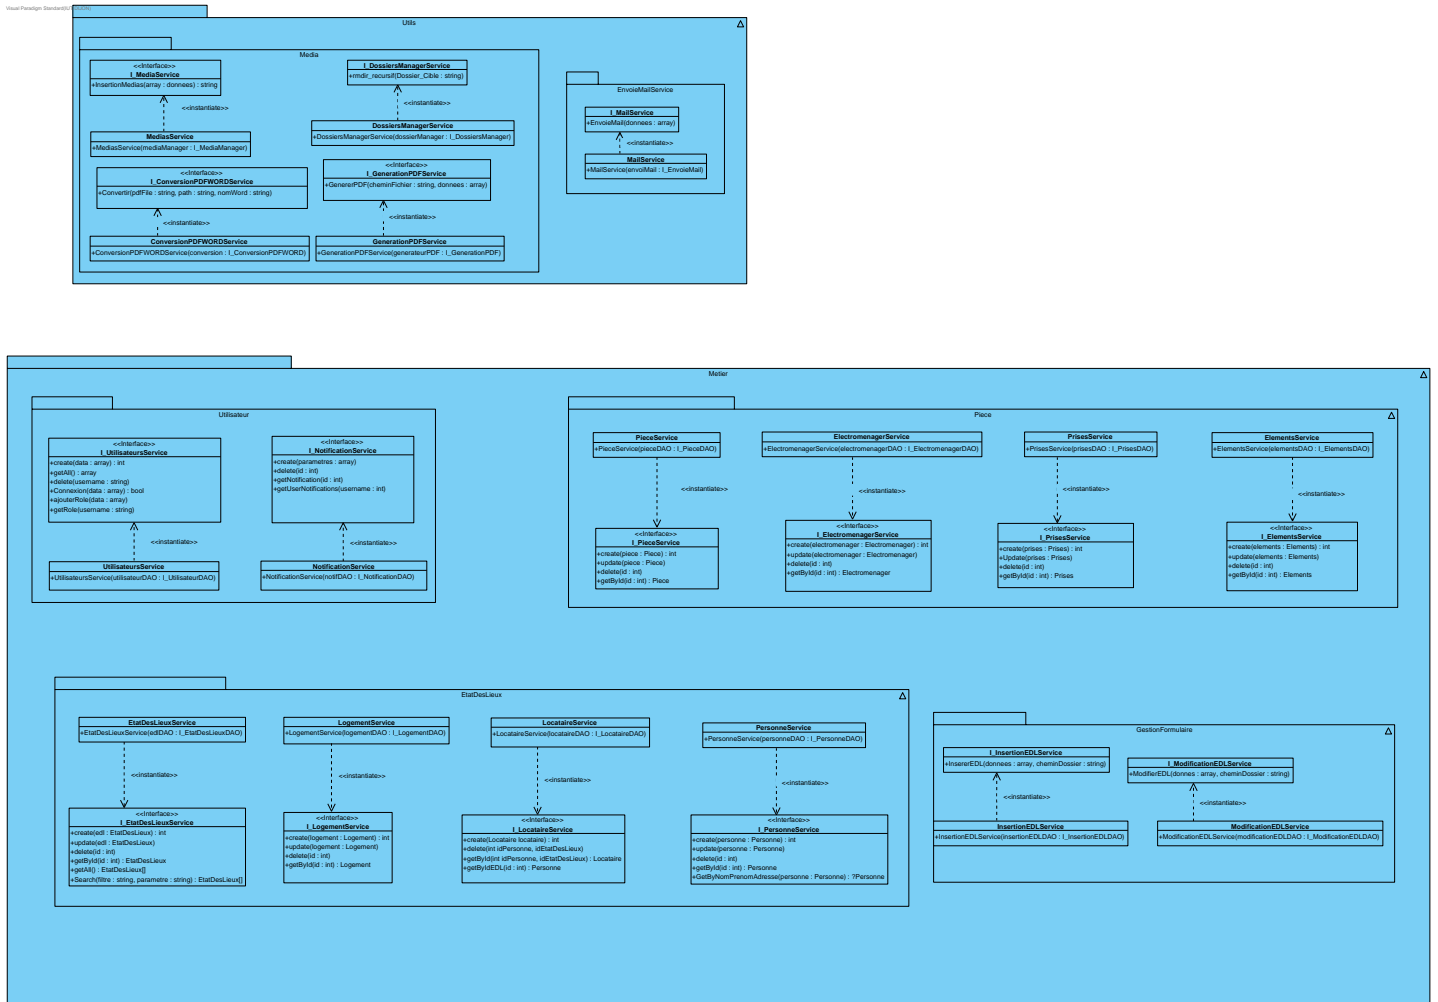 Visual Paradigm Standard
Utils
Media
<<Interface>>
I_MediaService
+InsertionMedias(array : donnees) : string
<<instantiate>>
MediasService
+MediasService(mediaManager : I_MediaManager)
I_DossiersManagerService
+rmdir_recursif(Dossier_Cible : string)
<<instantiate>>
DossiersManagerService
+DossiersManagerService(dossierManager : I_DossiersManager)
<<Interface>>
I_ConversionPDFWORDService
+Convertir(pdfFile : string, path : string, nomWord : string)
<<instantiate>>
ConversionPDFWORDService
+ConversionPDFWORDService(conversion : I_ConversionPDFWORD)
<<Interface>>
I_GenerationPDFService
+GenererPDF(cheminFichier : string, donnees : array)
<<instantiate>>
GenerationPDFService
+GenerationPDFService(generateurPDF : I_GenerationPDF)
EnvoieMailService
I_MailService
+EnvoieMail(donnees : array)
<<instantiate>>
MailService
+MailService(envoiMail : I_EnvoieMail)
Metier
Utilisateur
<<Interface>>
I_UtilisateursService
+create(data : array) : int
+getAll() : array
+delete(username : string)
+Connexion(data : array) : bool
+ajouterRole(data : array)
+getRole(username : string)
<<instantiate>>
UtilisateursService
+UtilisateursService(utilisateurDAO : I_UtilisateurDAO)
<<Interface>>
I_NotificationService
+create(parametres : array)
+delete(id : int)
+getNotification(id : int)
+getUserNotifications(username : int)
<<instantiate>>
NotificationService
+NotificationService(notifDAO : I_NotificationDAO)
Piece
PieceService
+PieceService(pieceDAO : I_PieceDAO)
<<instantiate>>
<<Interface>>
I_PieceService
+create(piece : Piece) : int
+update(piece : Piece)
+delete(id : int)
+getById(id : int) : Piece
ElectromenagerService
+ElectromenagerService(electromenagerDAO : I_ElectromenagerDAO)
<<instantiate>>
<<Interface>>
I_ElectromenagerService
+create(electromenager : Electromenager) : int
+update(electromenager : Electromenager)
+delete(id : int)
+getById(id : int) : Electromenager
PrisesService
+PrisesService(prisesDAO : I_PrisesDAO)
<<instantiate>>
<<Interface>>
I_PrisesService
+create(prises : Prises) : int
+Update(prises : Prises)
+delete(id : int)
+getById(id : int) : Prises
ElementsService
+ElementsService(elementsDAO : I_ElementsDAO)
<<instantiate>>
<<Interface>>
I_ElementsService
+create(elements : Elements) : int
+update(elements : Elements)
+delete(id : int)
+getById(id : int) : Elements
EtatDesLieux
EtatDesLieuxService
+EtatDesLieuxService(edlDAO : I_EtatDesLieuxDAO)
<<instantiate>>
<<Interface>>
I_EtatDesLieuxService
+create(edl : EtatDesLieux) : int
+update(edl : EtatDesLieux)
+delete(id : int)
+getById(id : int) : EtatDesLieux
+getAll() : EtatDesLieux[]
+Search(filtre : string, parametre : string) : EtatDesLieux[]
LogementService
+LogementService(logementDAO : I_LogementDAO)
<<instantiate>>
<<Interface>>
I_LogementService
+create(logement : Logement) : int
+update(logement : Logement)
+delete(id : int)
+getById(id : int) : Logement
LocataireService
+LocataireService(locataireDAO : I_LocataireDAO)
<<instantiate>>
<<Interface>>
I_LocataireService
+create(Locataire locataire) : int
+delete(int idPersonne, idEtatDesLieux)
+getById(int idPersonne, idEtatDesLieux) : Locataire
+getByIdEDL(id : int) : Personne
PersonneService
+PersonneService(personneDAO : I_PersonneDAO)
<<instantiate>>
<<Interface>>
I_PersonneService
+create(personne : Personne) : int
+update(personne : Personne)
+delete(id : int)
+getById(id : int) : Personne
+GetByNomPrenomAdresse(personne : Personne) : ?Personne
GestionFormulaire
I_InsertionEDLService
+InsererEDL(donnees : array, cheminDossier : string)
<<instantiate>>
InsertionEDLService
+InsertionEDLService(insertionEDLDAO : I_InsertionEDLDAO)
I_ModificationEDLService
+ModifierEDL(donnes : array, cheminDossier : string)
<<instantiate>>
ModificationEDLService
+ModificationEDLService(modificationEDLDAO : I_ModificationEDLDAO)